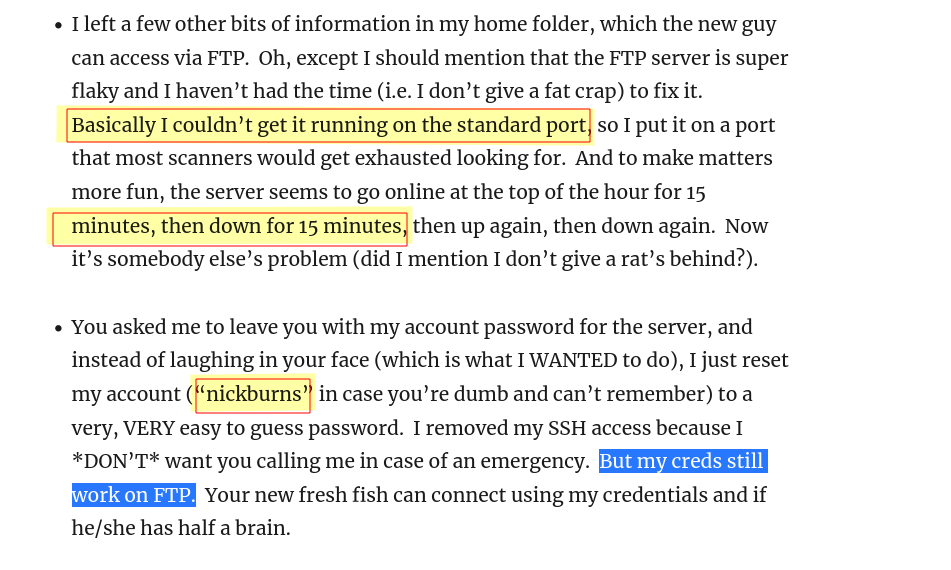 • I left a few other bits of information in my home folder, which the new guy
can access via FTP.  Oh, except I should mention that the FTP server is super
flaky and I haven’t had the time (i.e. I don’t give a fat crap) to fix it.
Basically I couldn’t get it running on the standard port, so I put it on a port
that most scanners would get exhausted looking for.  And to make matters
more fun, the server seems to go online at the top of the hour for 15
minutes, then down for 15 minutes, then up again, then down again.  Now
it’s somebody else’s problem (did I mention I don’t give a rat’s behind?).
• You asked me to leave you with my account password for the server, and
instead of laughing in your face (which is what I WANTED to do), I just reset
my account (“nickburns” in case you’re dumb and can’t remember) to a
very, VERY easy to guess password.  I removed my SSH access because I
*DON’T* want you calling me in case of an emergency.  But my creds still
work on FTP.  Your new fresh fish can connect using my credentials and if
he/she has half a brain.